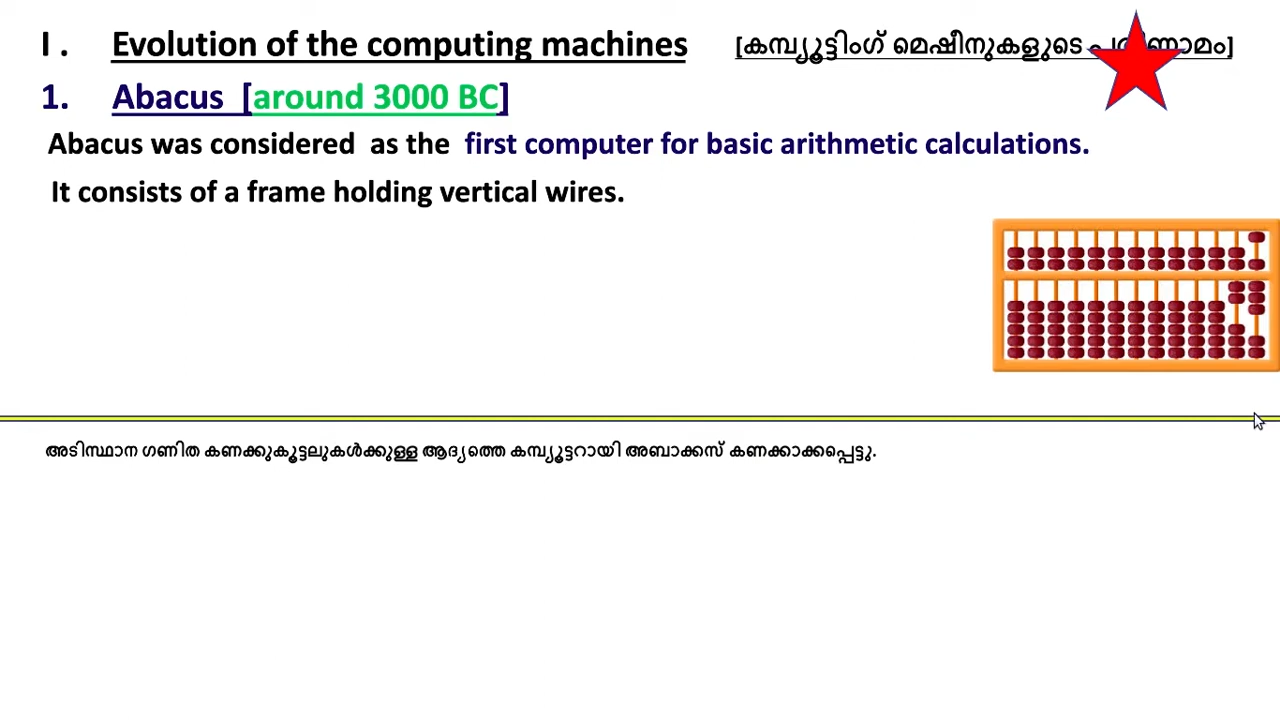 I . Evolution of the computing machines [കമ്പ്യൂട്ടിംഗ് മെഷീനുകളുടെ
1. Abacus [around 3000 BC]
Abacus was considered as the first computer for basic arithmetic calculations.
It consists of a frame holding vertical wires.
അടിസ്ഥാന ഗണിത കണക്കുകൂട്ടലുകൾക്കുള്ള ആദ്യത്തെ കമ്പ്യൂട്ടറായി അബാക്കസ് കണക്കാക്കപ്പെട്ടു.